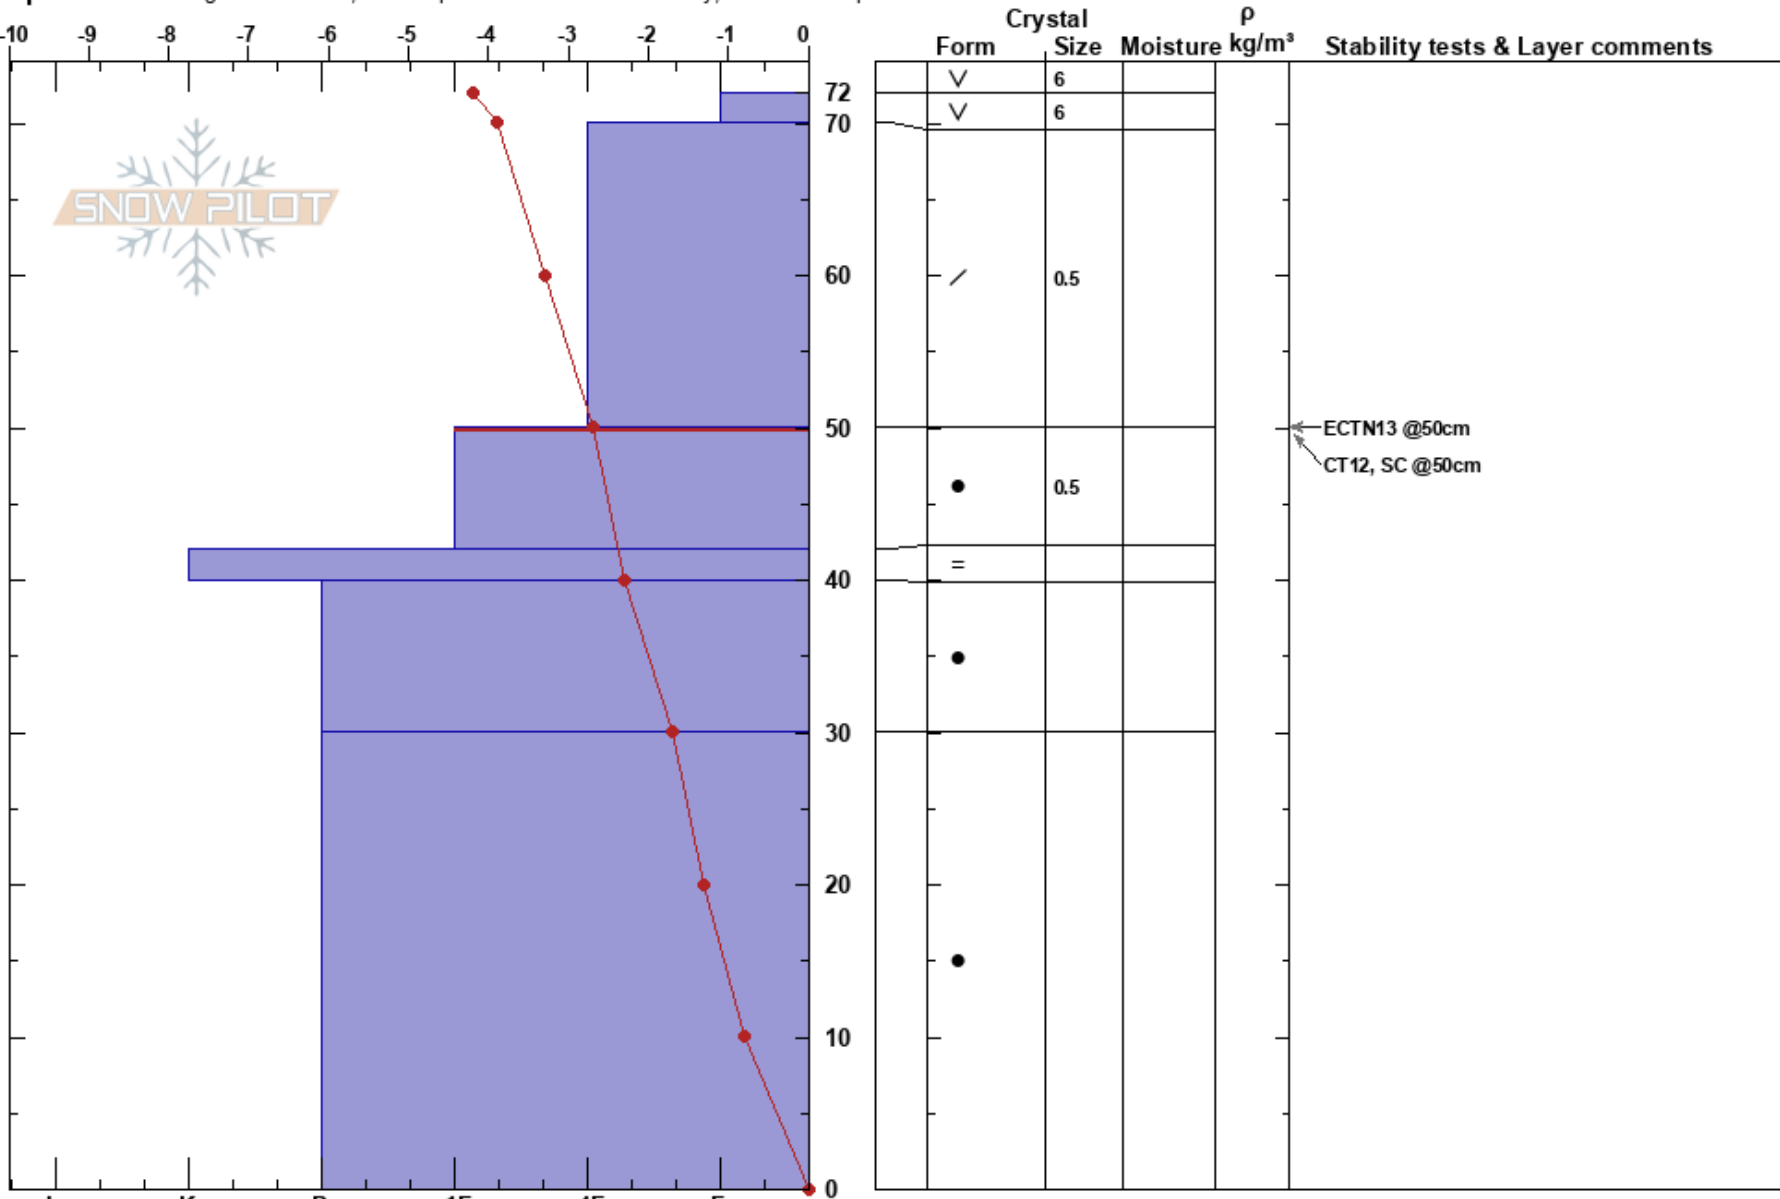 -10 -9 -8 -7 -6 -5 -4 -3 -2 -1 0
Crystal
ρ
Form Size Moisture kg/m³ Stability tests & Layer comments
72
70
60
50
40
30
20
10
0
6
6
0.5
0.5
=
SNOW PILOT
ECTN13 @50cm
CT12, SC @50cm